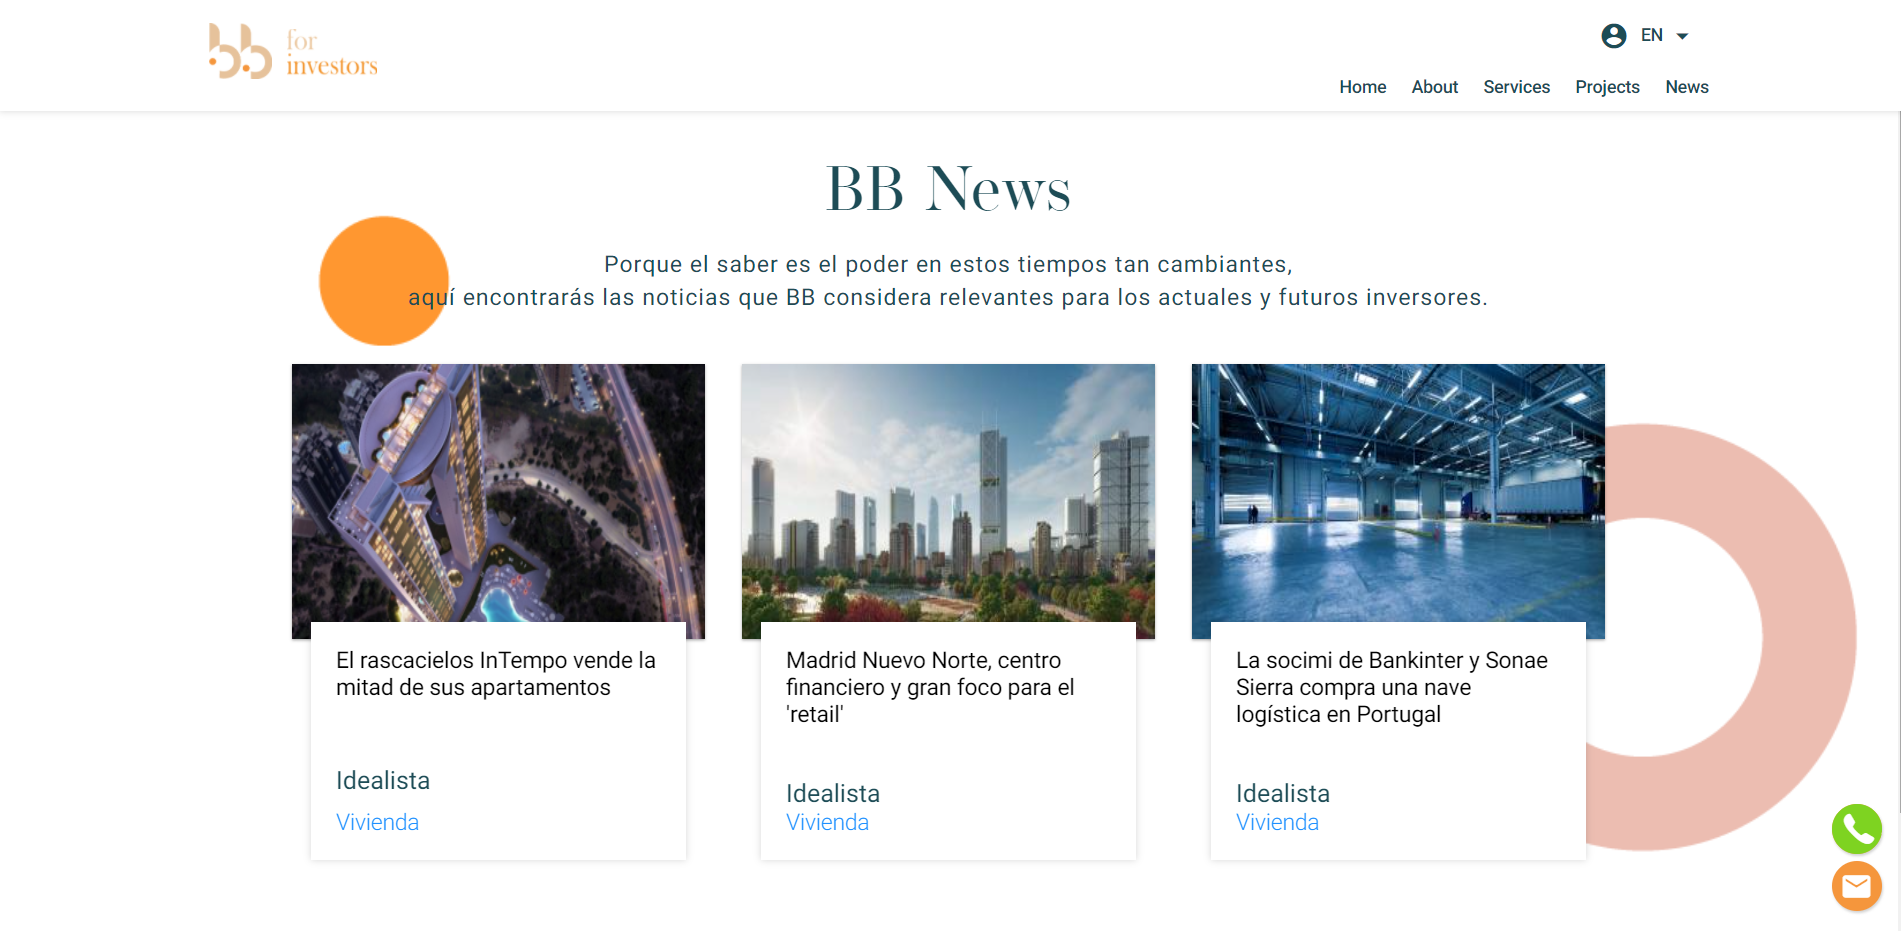 bb for
investors
EN
Home About Services Projects News
BB News
Porque el saber es el poder en estos tiempos tan cambiantes,
aquí encontrarás las noticias que BB considera relevantes para los actuales y futuros inversores.
El rascacielos InTempo vende la
mitad de sus apartamentos
Idealista
Vivienda
Madrid Nuevo Norte, centro
financiero y gran foco para el
'retail'
Idealista
Vivienda
La socimi de Bankinter y Sonae
Sierra compra una nave
logística en Portugal
Idealista
Vivienda